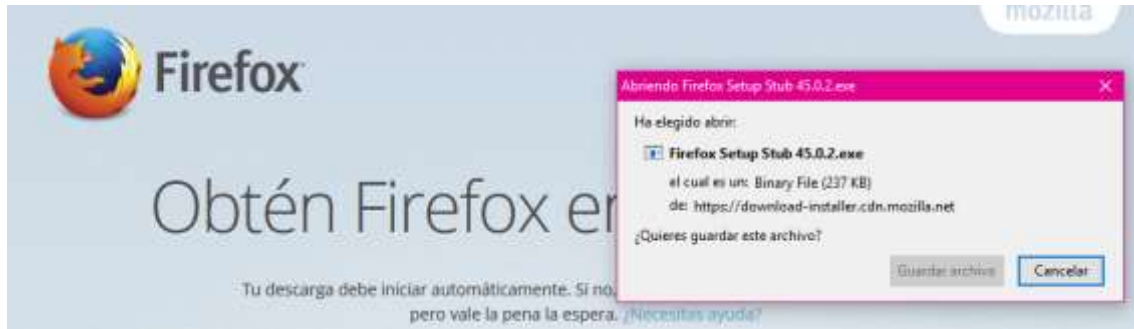 mozilla
Firefox
Abriendo Firefox Setup Stub 45.0.2.exe
Ha elegido abrir:
Firefox Setup Stub 45.0.2.exe
el cual es un: Binary File (237 KB)
de: https://download-installer.cdn.mozilla.net
¿Quieres guardar este archivo?
Guardar archivo Cancelar
Obtén Firefox en
Tu descarga debe iniciar automáticamente. Si no,
pero vale la pena la espera. ¿Necesitas ayuda?